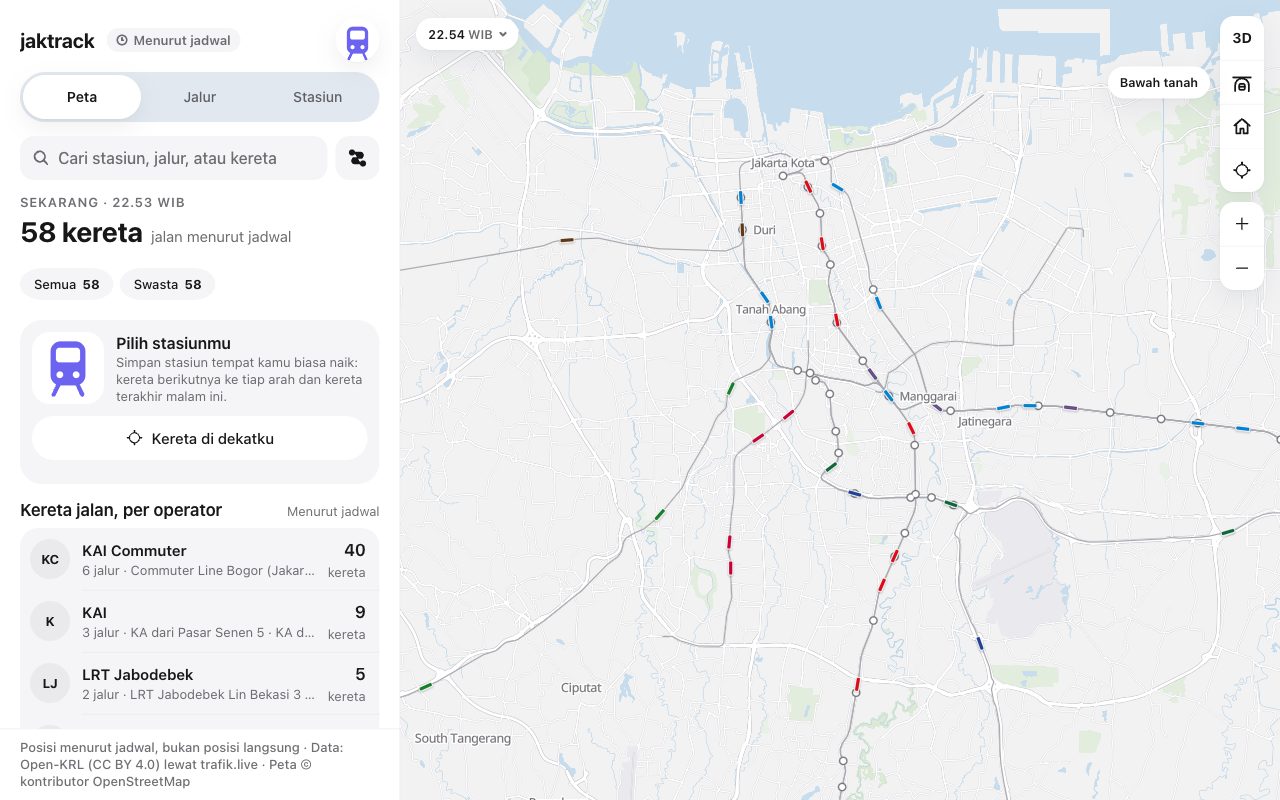 jaktrack
Menurut jadwal
Peta
Jalur
Stasiun
Cari stasiun, jalur, atau kereta
SEKARANG · 22.53 WIB
58 kereta jalan menurut jadwal
Semua 58
Swasta 58
Pilih stasiunmu
Simpan stasiun tempat kamu biasa naik:
kereta berikutnya ke tiap arah dan kereta
terakhir malam ini.
Kereta di dekatku
Kereta jalan, per operator
Menurut jadwal
KC
KAI Commuter
40
6 jalur · Commuter Line Bogor (Jakar...
kereta
K
KAI
9
3 jalur · KA dari Pasar Senen 5 · KA d...
kereta
LJ
LRT Jabodebek
5
2 jalur · LRT Jabodebek Lin Bekasi 3 ...
kereta
Posisi menurut jadwal, bukan posisi langsung · Data:
Open-KRL (CC BY 4.0) lewat trafik.live · Peta ©
kontributor OpenStreetMap
22.54 WIB
3D
Bawah tanah
Jakarta Kota
Duri
Tanah Abang
Manggarai
Jatinegara
Ciputat
South Tangerang